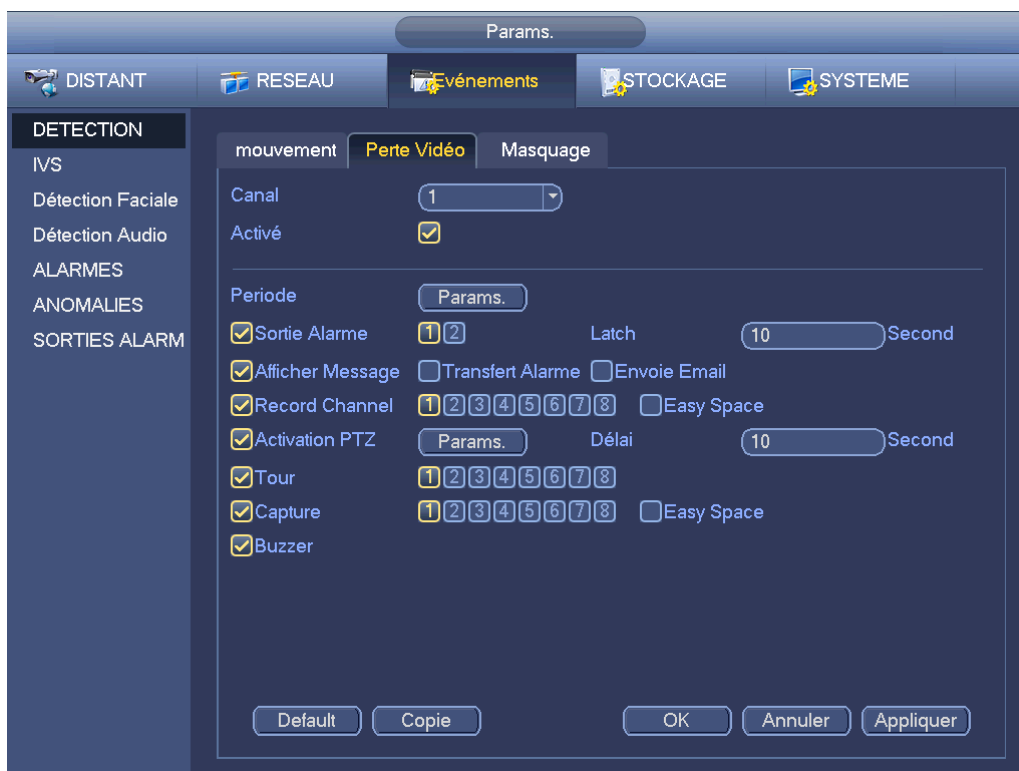 Params.
DISTANT RESEAU Evénements STOCKAGE SYSTEME
DETECTION
IVS
Détection Faciale
Détection Audio
ALARMES
ANOMALIES
SORTIES ALARM
mouvement Perte Vidéo Masquage
Canal 1
Activé
Periode Params.
Sortie Alarme 1 2 Latch 10 Second
Afficher Message Transfert Alarme Envoie Email
Record Channel 1 2 3 4 5 6 7 8 Easy Space
Activation PTZ Params. Délai 10 Second
Tour 1 2 3 4 5 6 7 8
Capture 1 2 3 4 5 6 7 8 Easy Space
Buzzer
Default Copie OK Annuler Appliquer